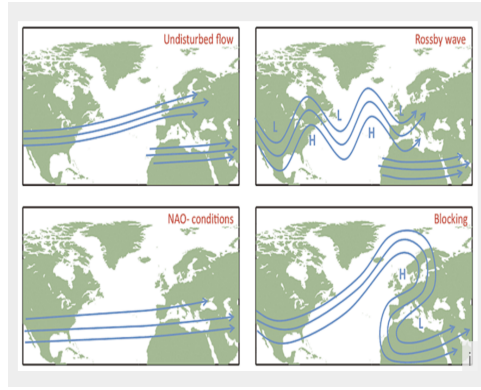 Undisturbed flow
Rossby wave
L
L
L
H
H
NAO- conditions
Blocking
H
L
i